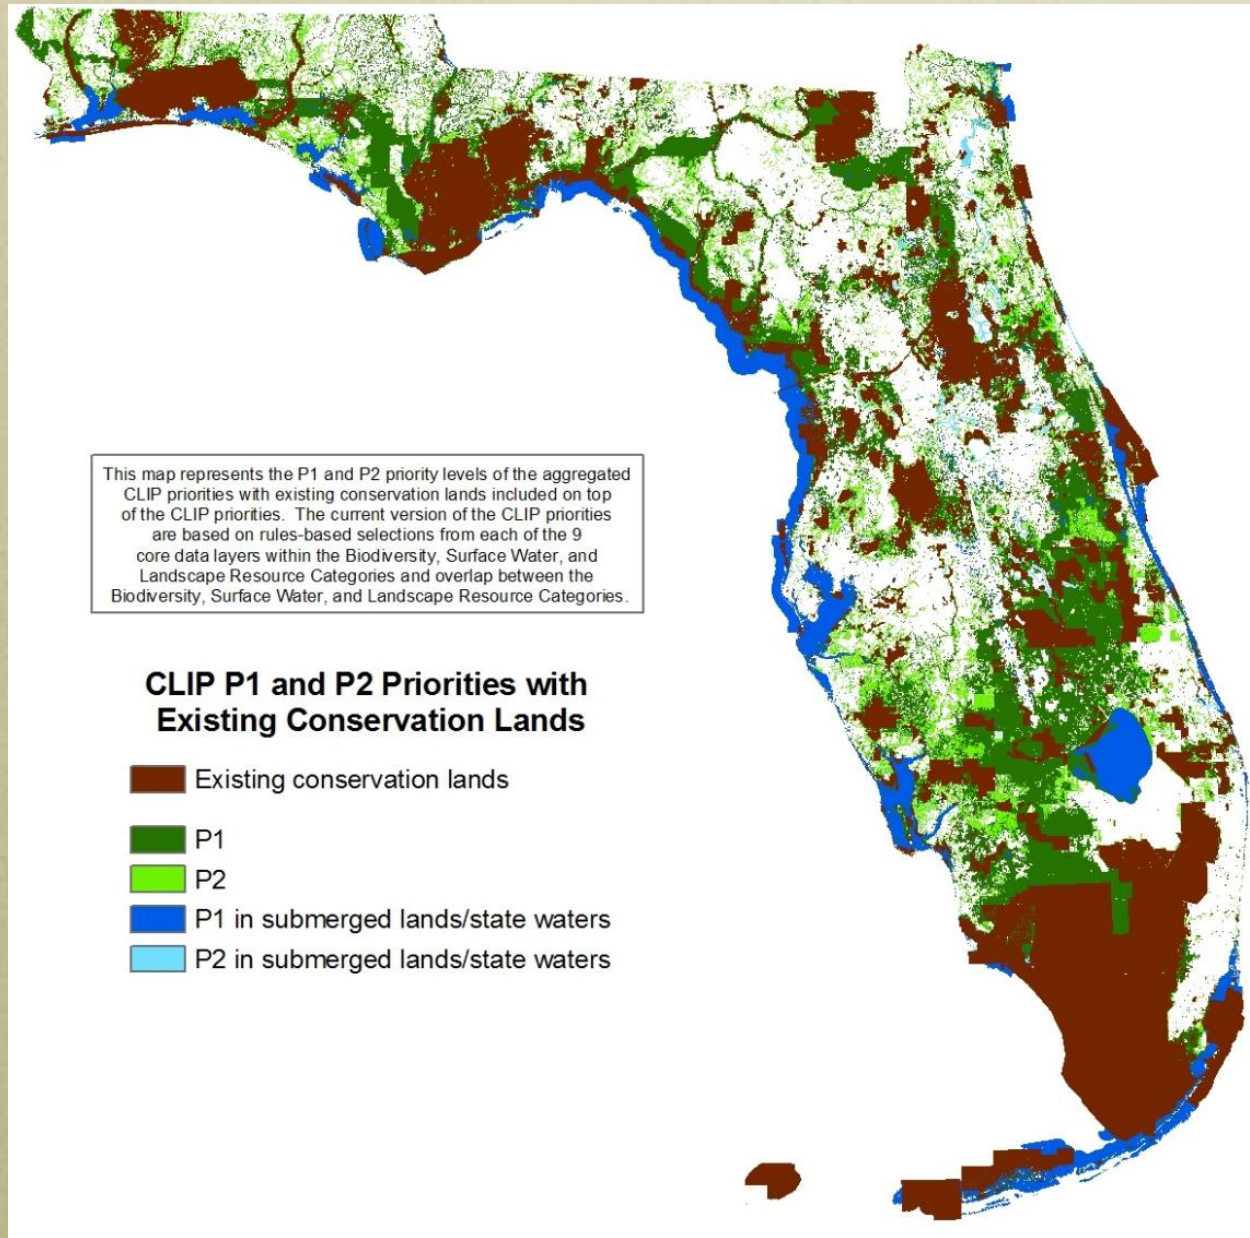 This map represents the P1 and P2 priority levels of the aggregated
CLIP priorities with existing conservation lands included on top
of the CLIP priorities. The current version of the CLIP priorities
are based on rules-based selections from each of the 9
core data layers within the Biodiversity, Surface Water, and
Landscape Resource Categories and overlap between the
Biodiversity, Surface Water, and Landscape Resource Categories.
CLIP P1 and P2 Priorities with
Existing Conservation Lands
Existing conservation lands
P1
P2
P1 in submerged lands/state waters
P2 in submerged lands/state waters